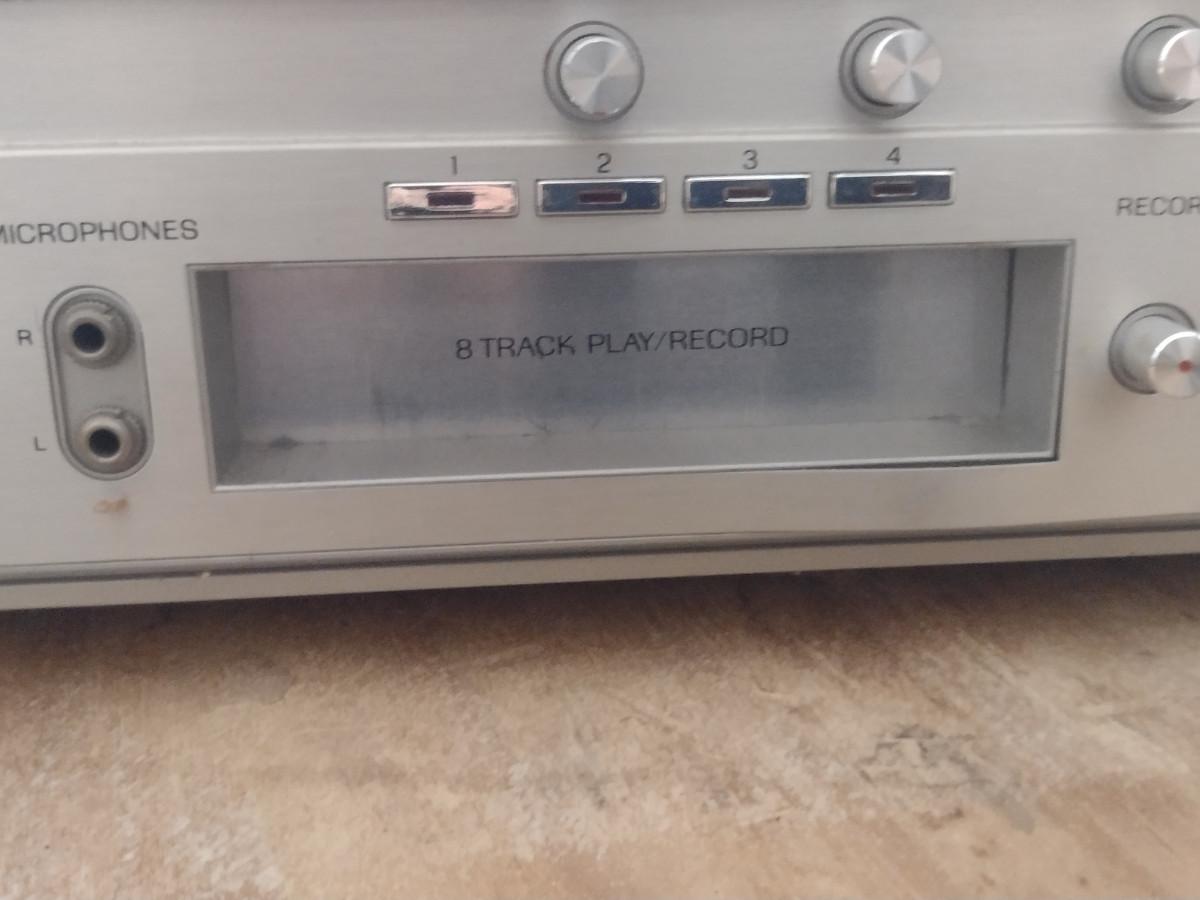 1 2 3 4
MICROPHONES
RECOR
R
8 TRACK PLAY/RECORD
L